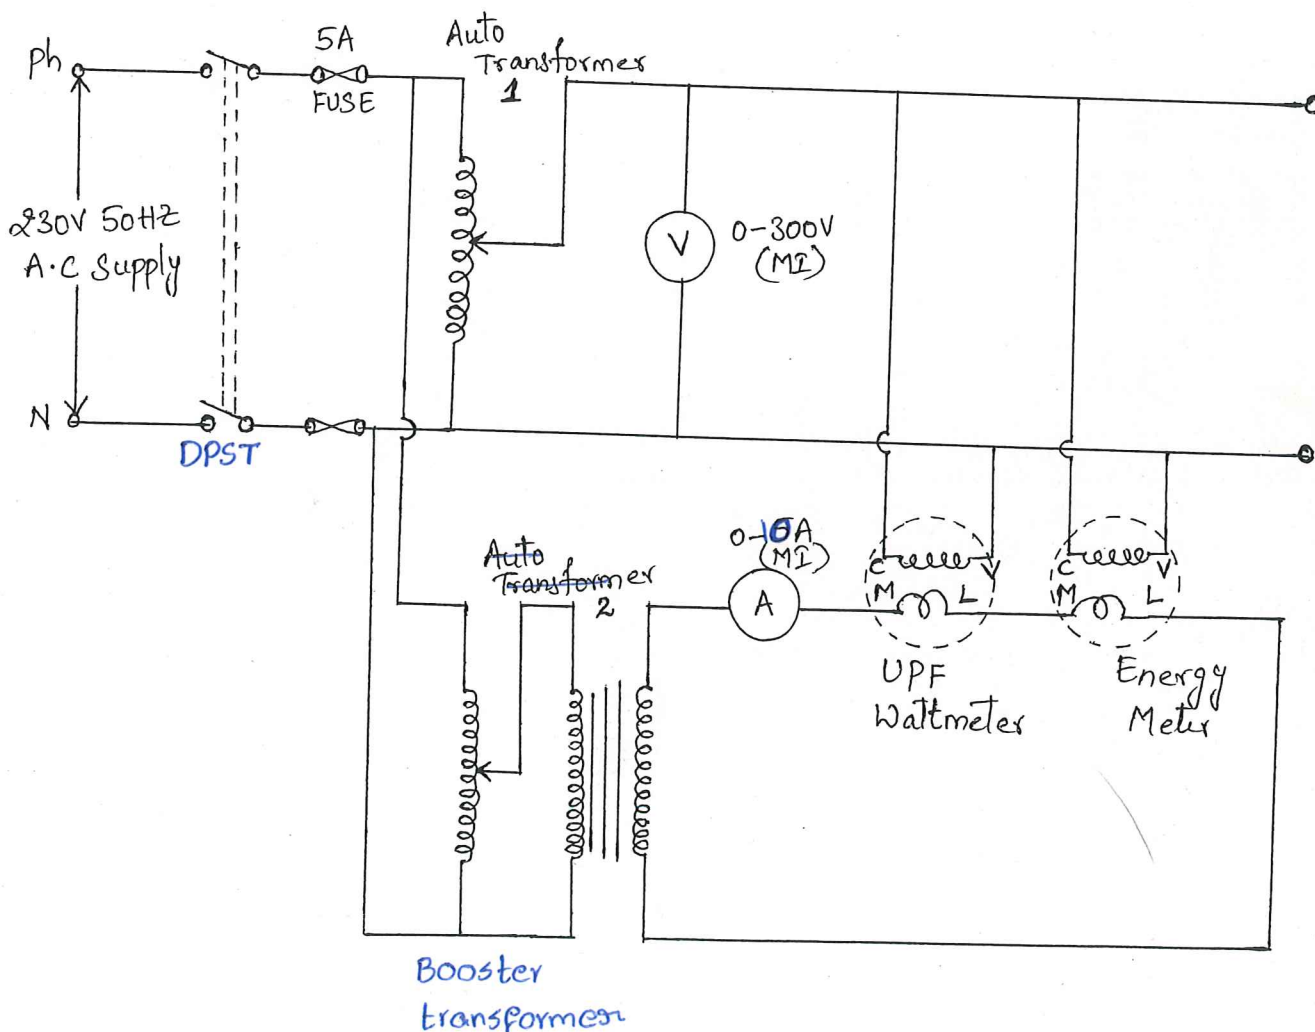 Ph
5A
FUSE
Auto
Transformer
1
230V 50HZ
A.C Supply
V
0-300V
(MI)
N
DPST
Auto
Transformer
2
0-10A
(MI)
A
C V
M L
UPF
Wattmeter
C V
M L
Energy
Meter
Booster
transformer